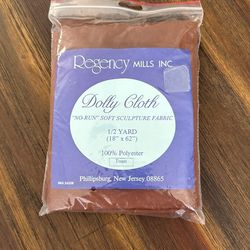 Regency MILLS INC
Dolly Cloth
"NO-RUN" SOFT SCULPTURE FABRIC
1/2 YARD
(18" x 62")
100% Polyester
Phillipsburg, New Jersey 08865